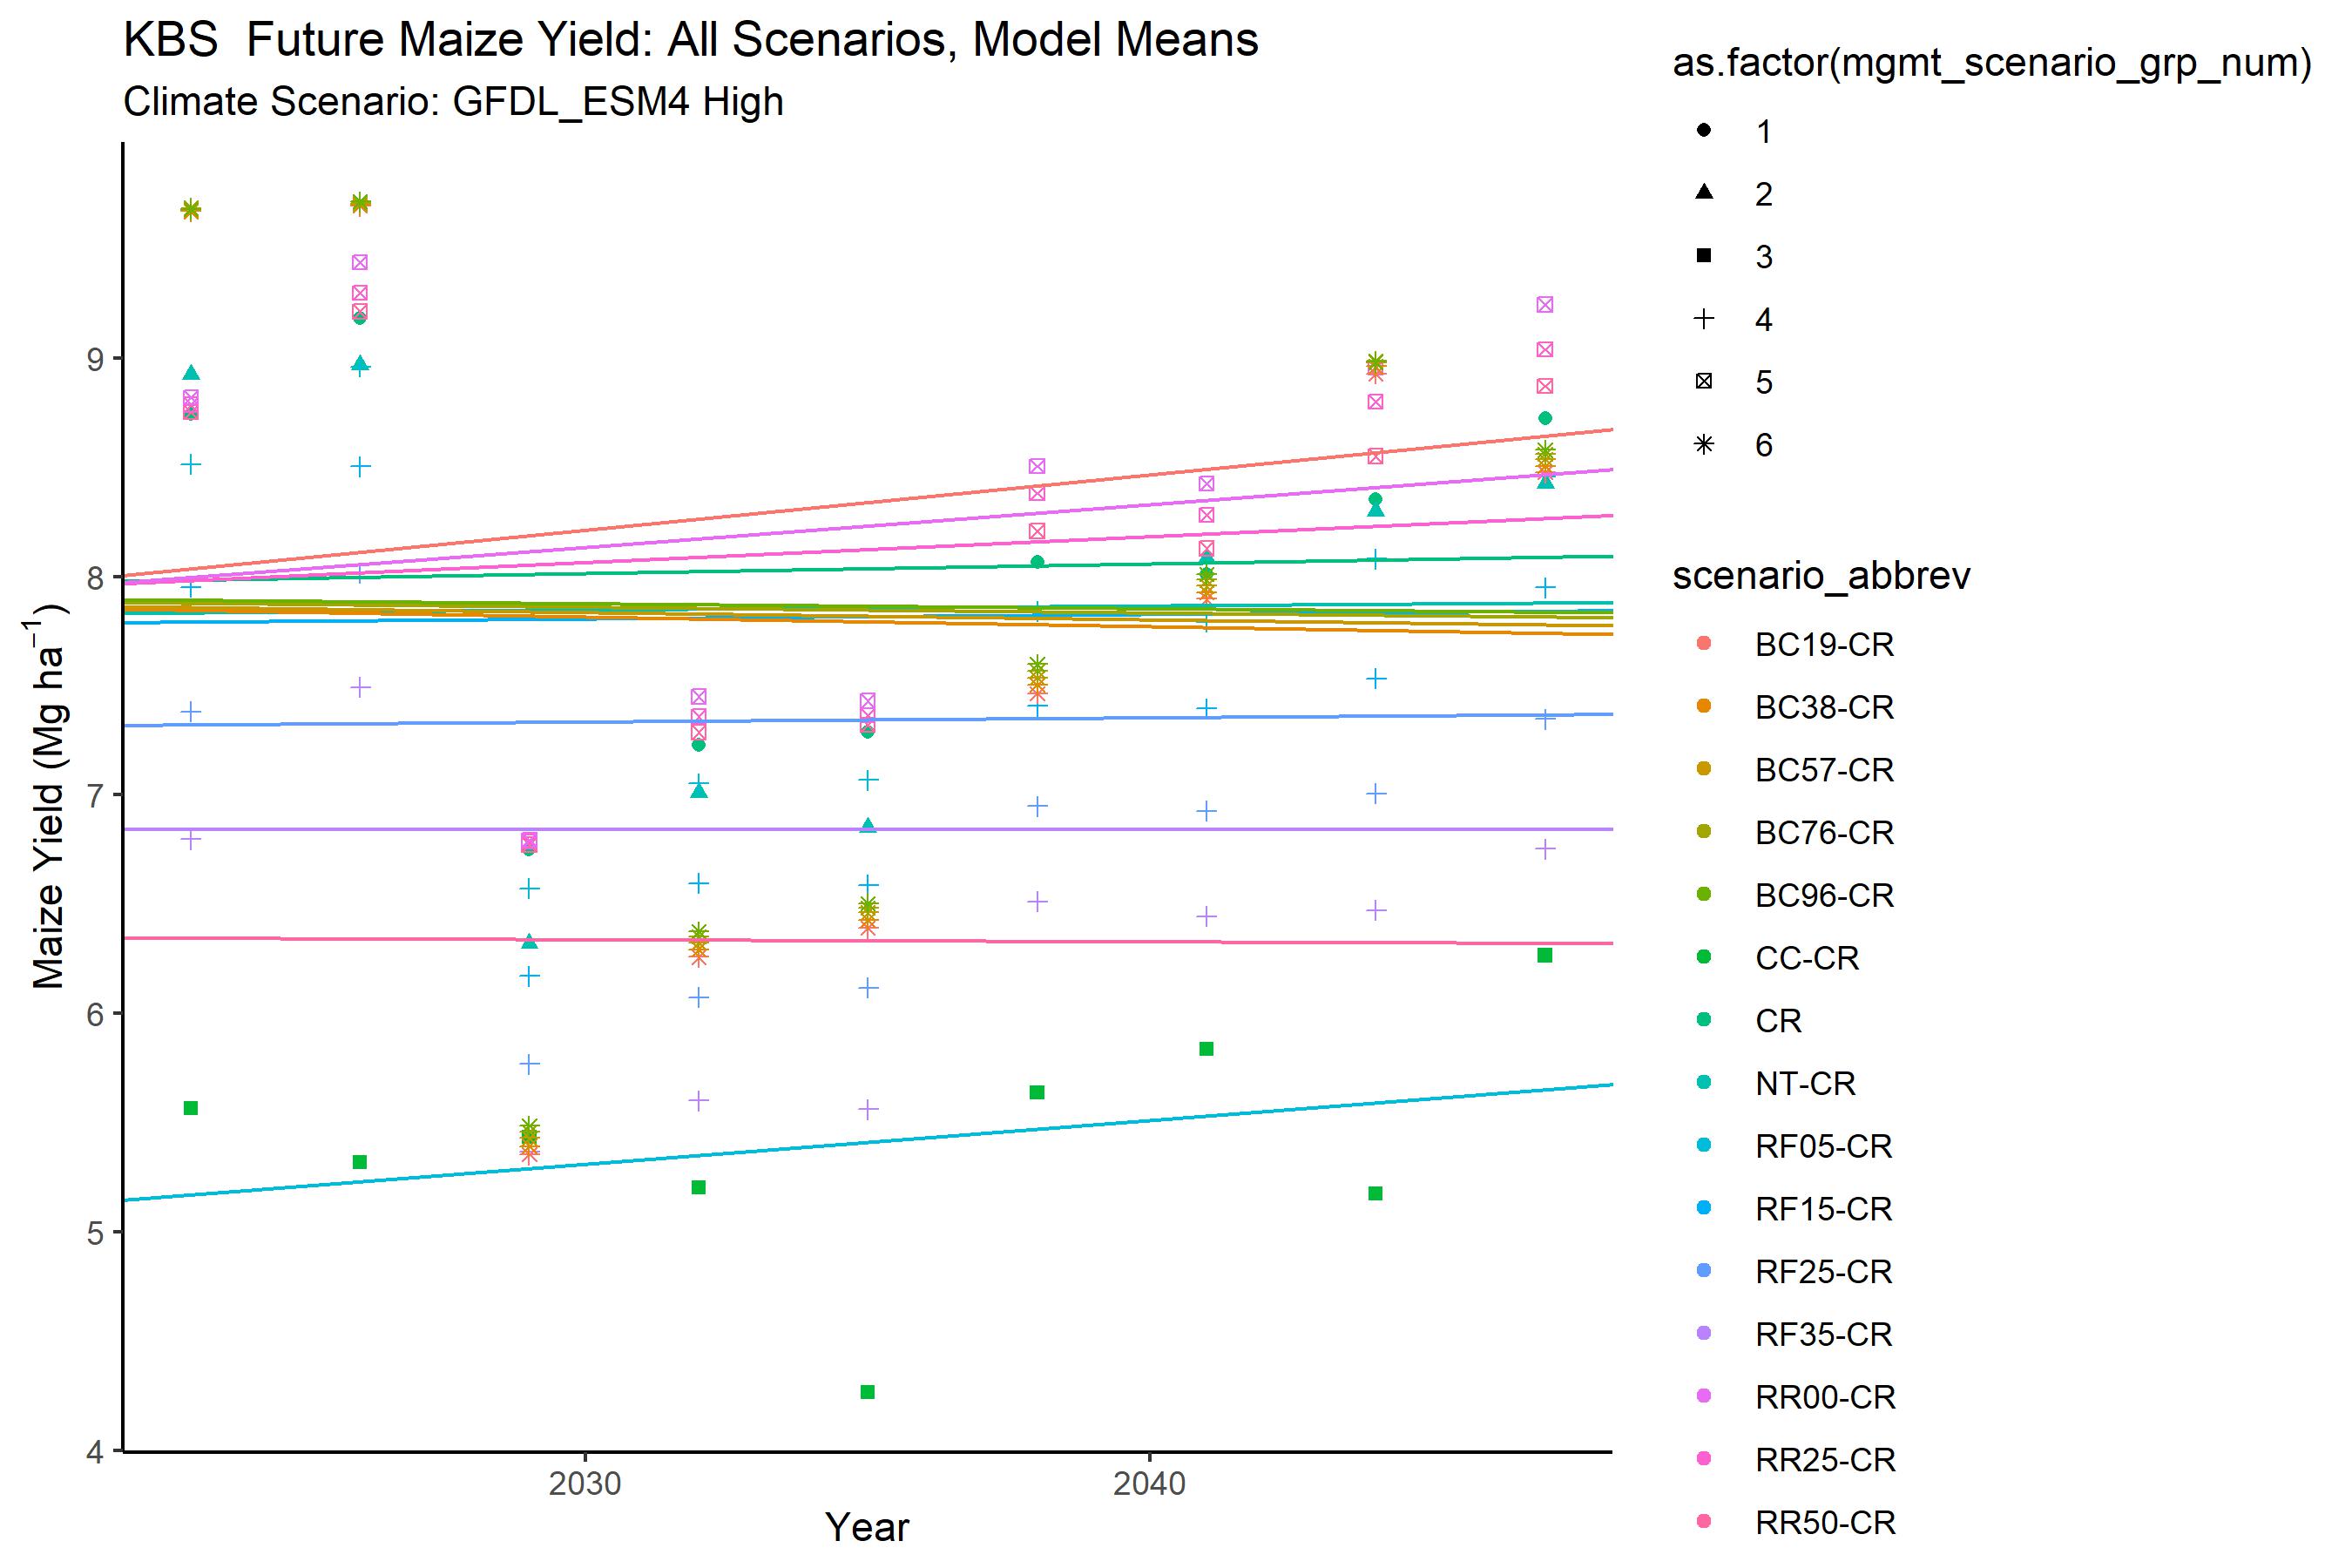 KBS  Future Maize Yield: All Scenarios, Model Means
Climate Scenario: GFDL_ESM4 High
Maize Yield (Mg ha⁻¹)
9
8
7
6
5
4
2030
2040
Year
as.factor(mgmt_scenario_grp_num)
1
2
3
4
5
6
scenario_abbrev
BC19-CR
BC38-CR
BC57-CR
BC76-CR
BC96-CR
CC-CR
CR
NT-CR
RF05-CR
RF15-CR
RF25-CR
RF35-CR
RR00-CR
RR25-CR
RR50-CR